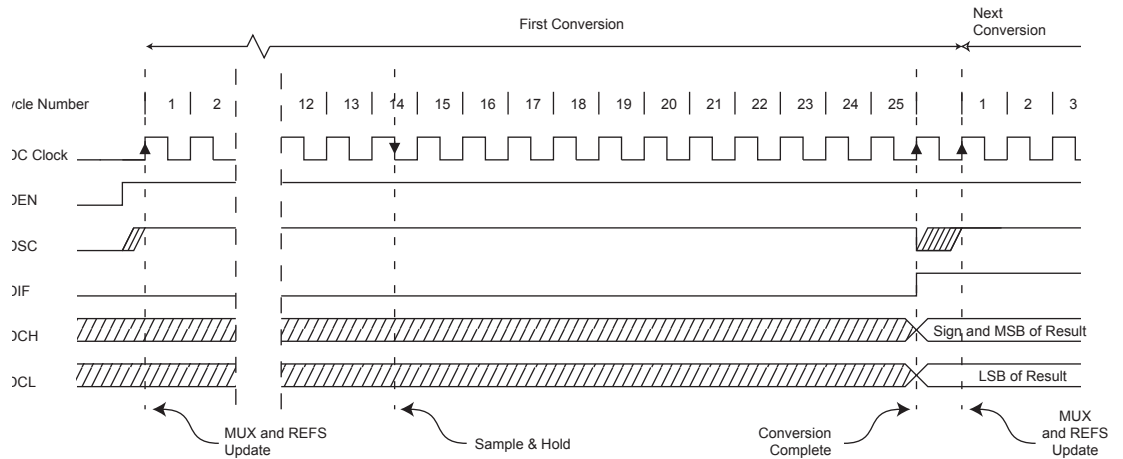 First Conversion
Next
Conversion
ycle Number
1 2 12 13 14 15 16 17 18 19 20 21 22 23 24 25 1 2 3
DC Clock
DEN
DSC
DIF
DCH
Sign and MSB of Result
DCL
LSB of Result
MUX and REFS
Update
Sample & Hold
Conversion
Complete
MUX
and REFS
Update